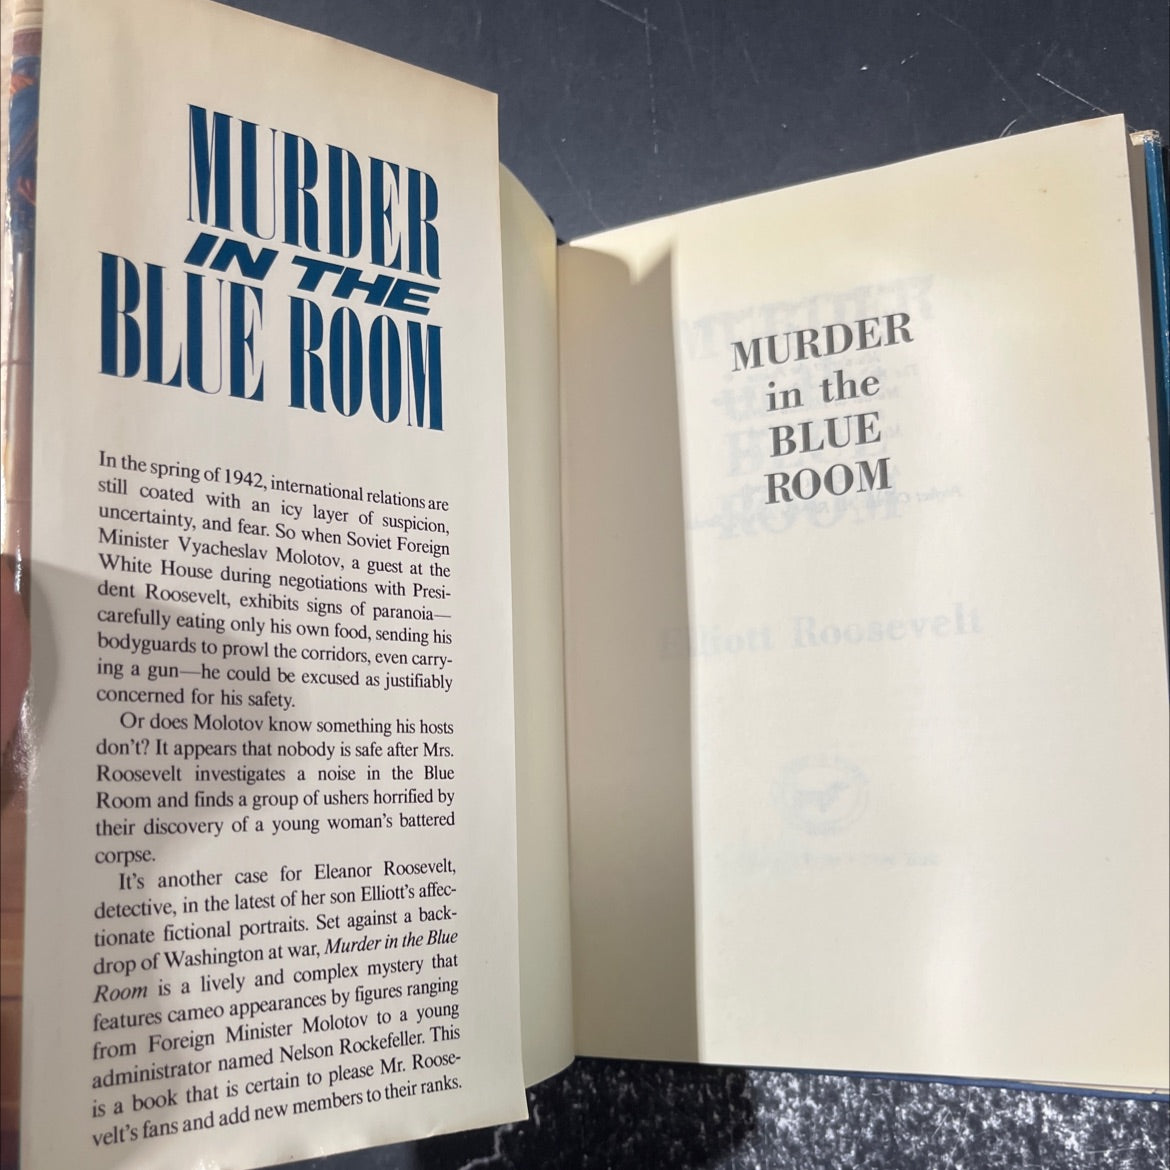 MURDER
IN THE
BLUE ROOM
In the spring of 1942, international relations are
still coated with an icy layer of suspicion,
uncertainty, and fear. So when Soviet Foreign
Minister Vyacheslav Molotov, a guest at the
White House during negotiations with Presi-
dent Roosevelt, exhibits signs of paranoia—
carefully eating only his own food, sending his
bodyguards to prowl the corridors, even carry-
ing a gun—he could be excused as justifiably
concerned for his safety.
Or does Molotov know something his hosts
don't? It appears that nobody is safe after Mrs.
Roosevelt investigates a noise in the Blue
Room and finds a group of ushers horrified by
their discovery of a young woman's battered
corpse.
It's another case for Eleanor Roosevelt,
detective, in the latest of her son Elliott's affec-
tionate fictional portraits. Set against a back-
drop of Washington at war, Murder in the Blue
Room is a lively and complex mystery that
features cameo appearances by figures ranging
from Foreign Minister Molotov to a young
administrator named Nelson Rockefeller. This
is a book that is certain to please Mr. Roose-
velt's fans and add new members to their ranks.
MURDER
in the
BLUE
ROOM
Elliott Roosevelt